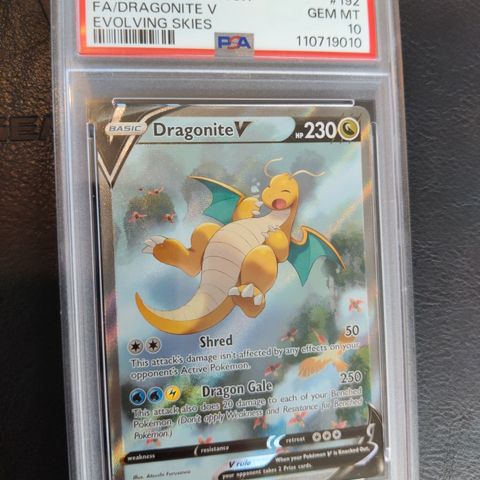 FA/DRAGONITE V
EVOLVING SKIES
#192
GEM MT
10
PSA
110719010
BASIC
Dragonite V
HP 230
Shred
50
This attack's damage isn't affected by any effects on your
opponent's Active Pokémon.
Dragon Gale
250
This attack also does 20 damage to each of your Benched
Pokémon. (Don't apply Weakness and Resistance for Benched
Pokémon.)
weakness
resistance
retreat
V rule
When your Pokémon V is Knocked Out,
your opponent takes 2 Prize cards.
Illus. Atsushi Furusawa